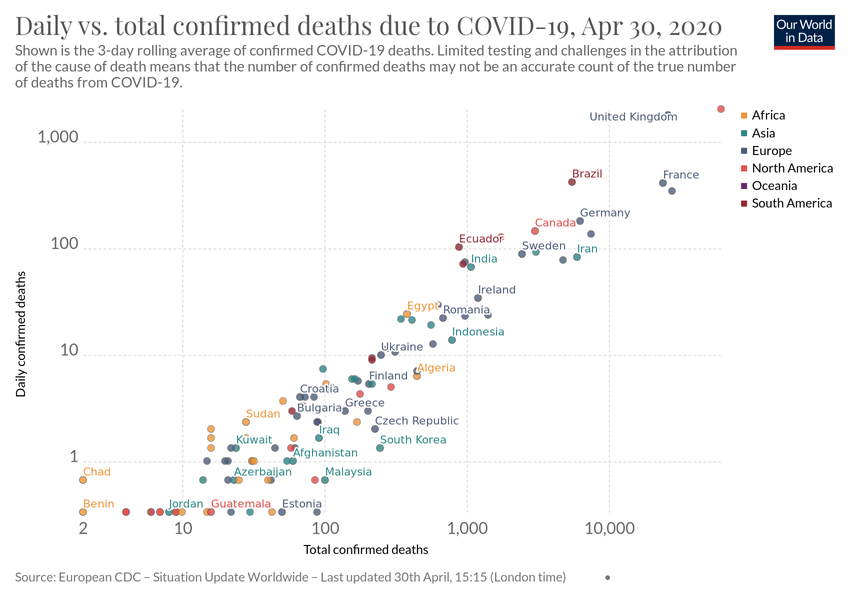 Daily vs. total confirmed deaths due to COVID-19, Apr 30, 2020
Our World
in Data
Shown is the 3-day rolling average of confirmed COVID-19 deaths. Limited testing and challenges in the attribution
of the cause of death means that the number of confirmed deaths may not be an accurate count of the true number
of deaths from COVID-19.
United Kingdom
Africa
Asia
Europe
North America
Oceania
South America
1,000
Brazil
France
Germany
Canada
Ecuador
100
Sweden
Iran
India
Ireland
Egypt
Romania
Indonesia
Ukraine
10
Algeria
Finland
Croatia
Bulgaria
Greece
Sudan
Czech Republic
Iraq
Kuwait
South Korea
Afghanistan
1
Chad
Azerbaijan
Malaysia
Benin
Jordan
Guatemala
Estonia
2
10
100
1,000
10,000
Daily confirmed deaths
Total confirmed deaths
Source: European CDC – Situation Update Worldwide – Last updated 30th April, 15:15 (London time)